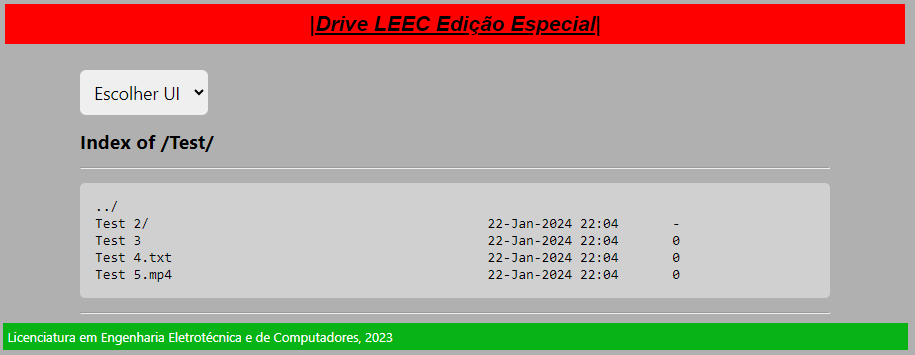 |Drive LEEC Edição Especial|
Escolher UI
Index of /Test/
../
Test 2/ 22-Jan-2024 22:04 -
Test 3 22-Jan-2024 22:04 0
Test 4.txt 22-Jan-2024 22:04 0
Test 5.mp4 22-Jan-2024 22:04 0
Licenciatura em Engenharia Eletrotécnica e de Computadores, 2023